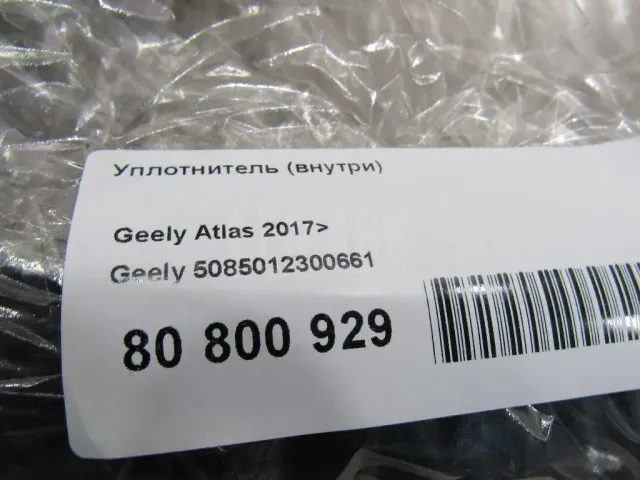 Уплотнитель (внутри)
Geely Atlas 2017>
Geely 5085012300661
80 800 929